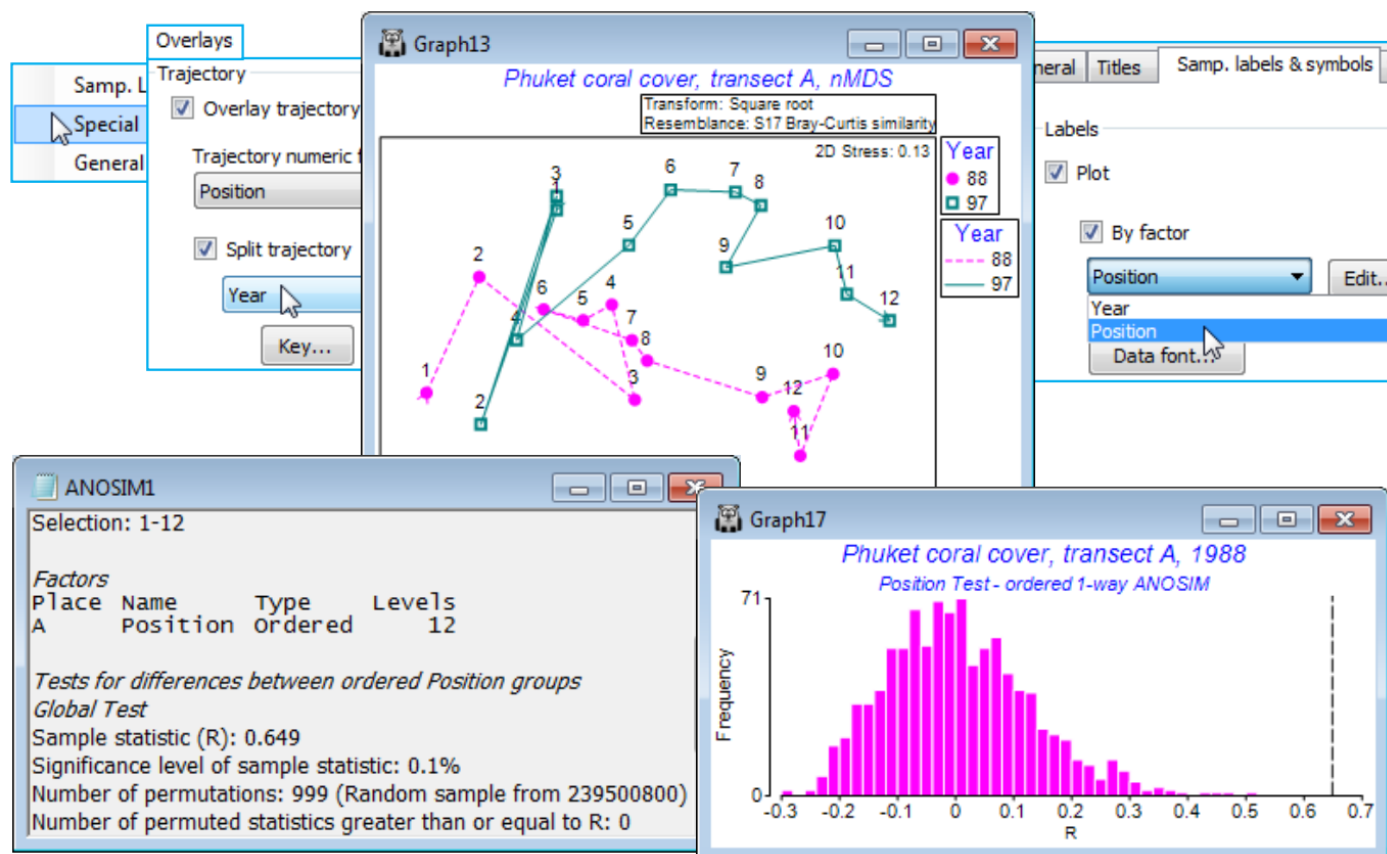 Overlays
Samp. L
Special
General
Trajectory
Overlay trajectory
Trajectory numeric f
Position
Split trajectory
Year
Key...
Graph13
Phuket coral cover, transect A, nMDS
Transform: Square root
Resemblance: S17 Bray-Curtis similarity
2D Stress: 0.13
Year
88
97
Year
88
97
1
2
3
4
5
6
7
8
9
10
11
12
1
2
3
4
5
6
7
8
9
10
11
12
neral
Titles
Samp. labels & symbols
Labels
Plot
By factor
Position
Edit..
Year
Position
Data font...
ANOSIM1
Selection: 1-12
Factors
Place Name Type Levels
A Position Ordered 12
Tests for differences between ordered Position groups
Global Test
Sample statistic (R): 0.649
Significance level of sample statistic: 0.1%
Number of permutations: 999 (Random sample from 239500800)
Number of permuted statistics greater than or equal to R: 0
Graph17
Phuket coral cover, transect A, 1988
Position Test - ordered 1-way ANOSIM
71
Frequency
0
-0.3 -0.2 -0.1 0 0.1 0.2 0.3 0.4 0.5 0.6 0.7
R